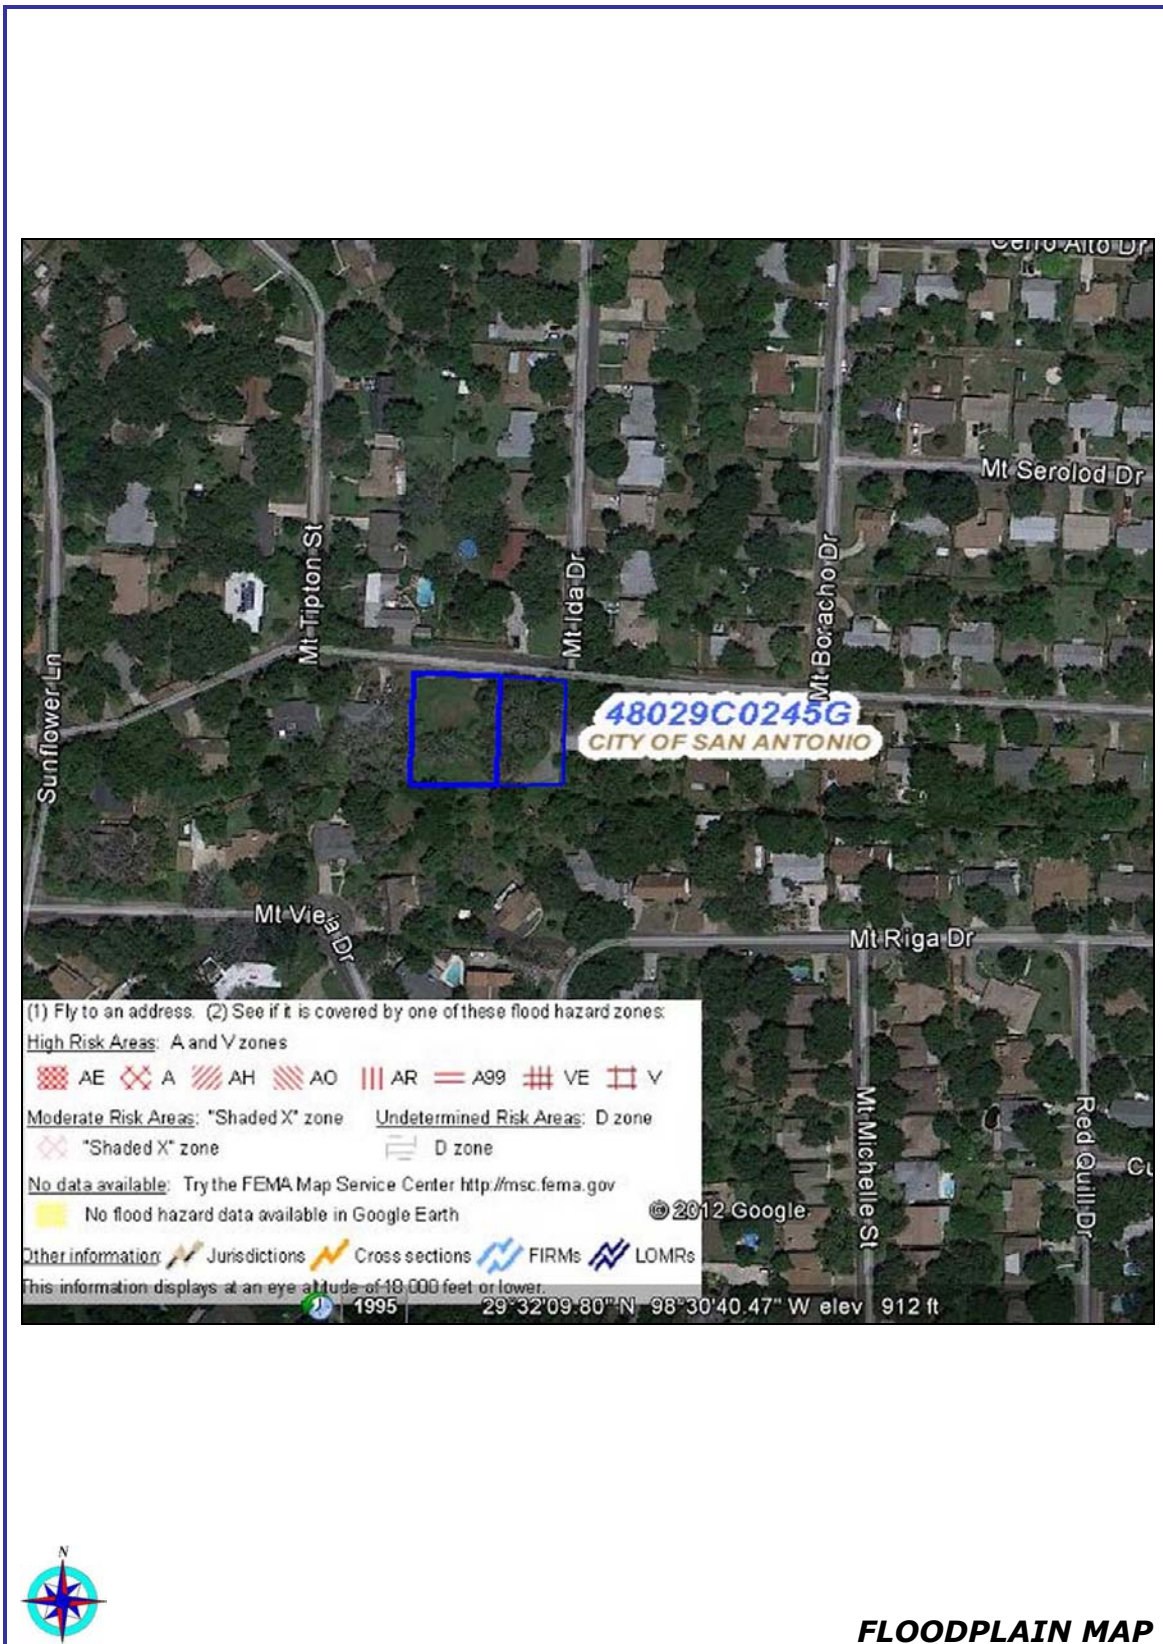 Cerro Alto Dr
Mt Serolod Dr
Mt Tipton St
Mt Ida Dr
Mt Boracho Dr
Sunflower Ln
48029C0245G
CITY OF SAN ANTONIO
Mt Vieja Dr
Mt Riga Dr
Mt Michelle St
Red Quill Dr
Cu
(1) Fly to an address. (2) See if it is covered by one of these flood hazard zones:
High Risk Areas: A and V zones
AE A AH AO AR A99 VE V
Moderate Risk Areas: "Shaded X" zone Undetermined Risk Areas: D zone
"Shaded X" zone D zone
No data available: Try the FEMA Map Service Center http://msc.fema.gov
No flood hazard data available in Google Earth
© 2012 Google
Other information: Jurisdictions Cross sections FIRMs LOMRs
This information displays at an eye altitude of 18,000 feet or lower.
1995 29°32'09.80" N 98°30'40.47" W elev 912 ft
N
FLOODPLAIN MAP